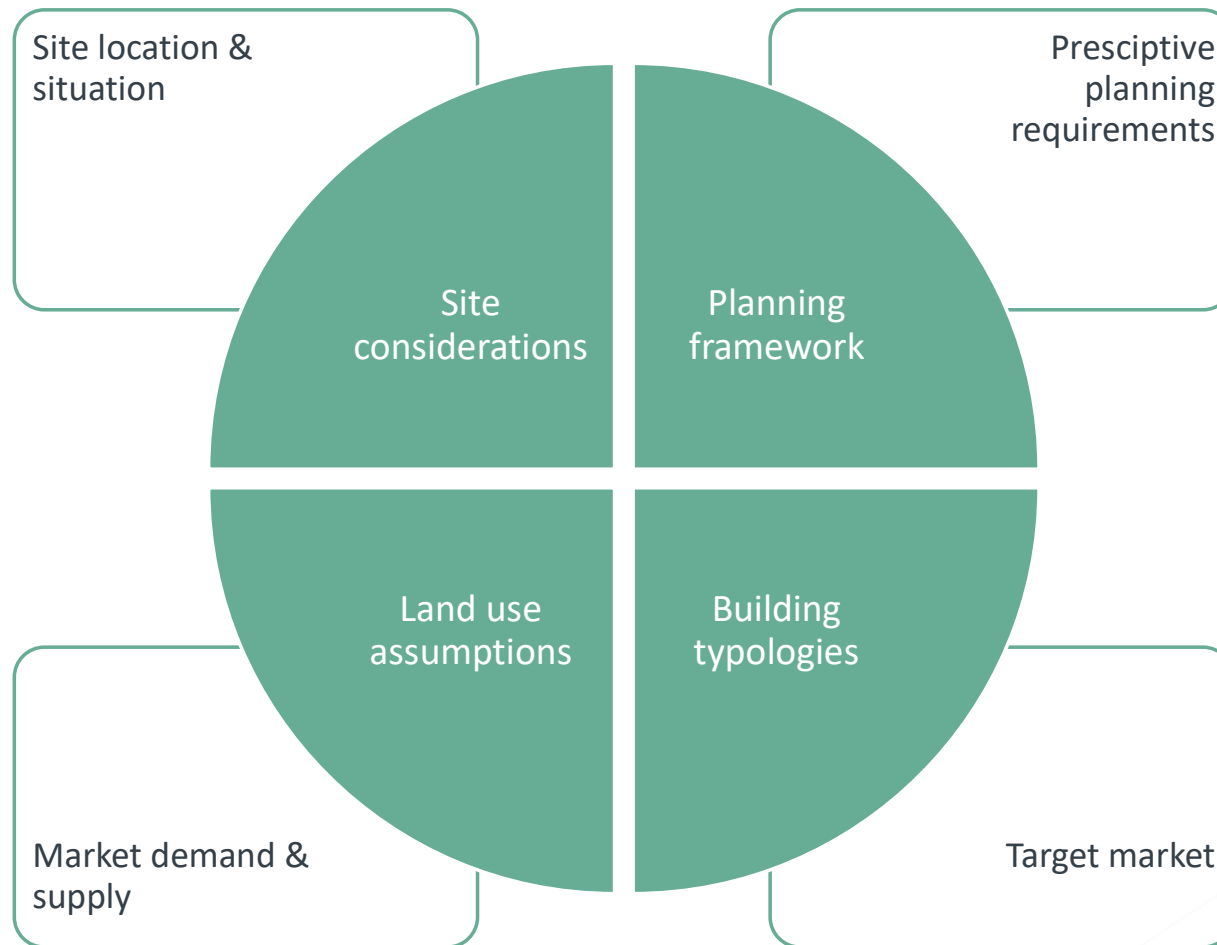 Site location &
situation
Presciptive
planning
requirements
Site
considerations
Planning
framework
Land use
assumptions
Building
typologies
Market demand &
supply
Target market